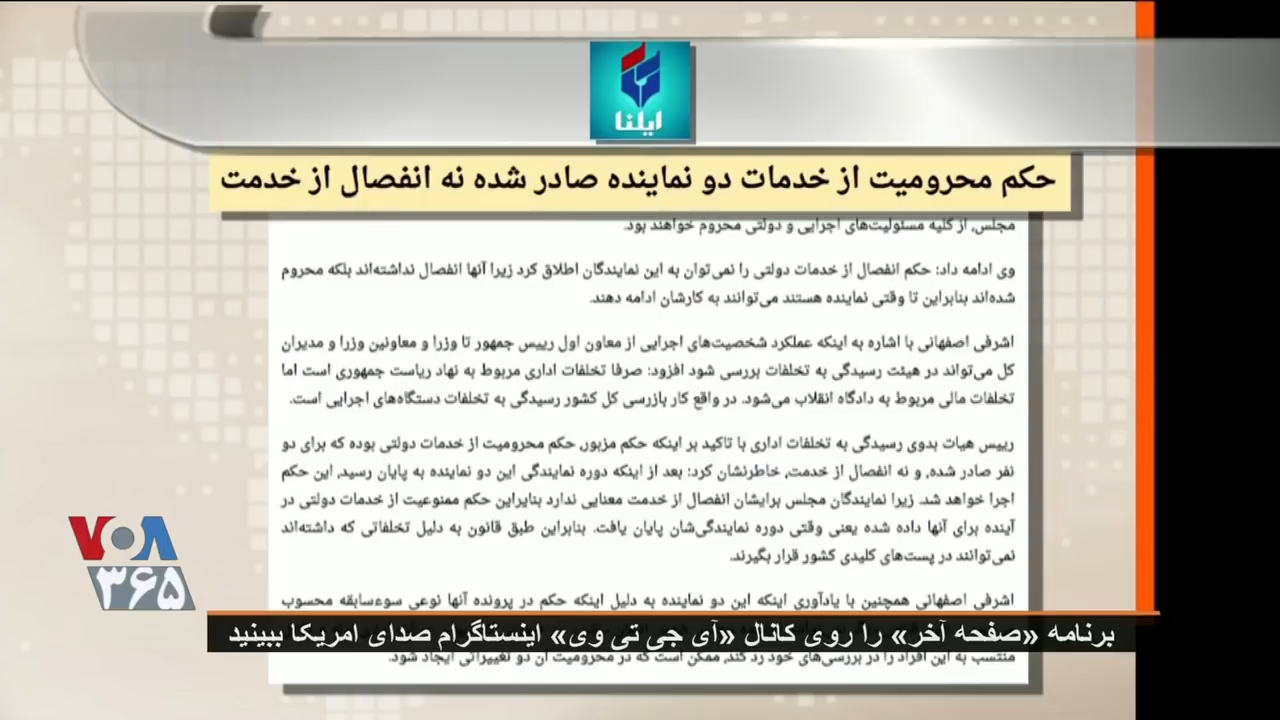 ایلنا
حکم محرومیت از خدمات دو نماینده صادر شده نه انفصال از خدمت
مجلس، از کلیه مسئولیت‌های اجرایی و دولتی محروم خواهند بود.
وی ادامه داد: حکم انفصال از خدمات دولتی را نمی‌توان به این نمایندگان اطلاق کرد زیرا آنها انفصال نداشته‌اند بلکه محروم
شده‌اند بنابراین تا وقتی نماینده هستند می‌توانند به کارشان ادامه دهند.
اشرفی اصفهانی با اشاره به اینکه عملکرد شخصیت‌های اجرایی از معاون اول رییس جمهور تا وزرا و معاونین وزرا و مدیران
کل می‌تواند در هیئت رسیدگی به تخلفات بررسی شود افزود: صرفا تخلفات اداری مربوط به نهاد ریاست جمهوری است اما
تخلفات مالی مربوط به دادگاه انقلاب می‌شود. در واقع کار بازرسی کل کشور رسیدگی به تخلفات دستگاه‌های اجرایی است.
رییس هیات بدوی رسیدگی به تخلفات اداری با تاکید بر اینکه حکم مزبور، حکم محرومیت از خدمات دولتی بوده که برای دو
نفر صادر شده، و نه انفصال از خدمت، خاطرنشان کرد: بعد از اینکه دوره نمایندگی این دو نماینده به پایان رسید، این حکم
اجرا خواهد شد. زیرا نمایندگان مجلس برایشان انفصال از خدمت معنایی ندارد بنایراین حکم ممنوعیت از خدمات دولتی در
آینده برای آنها داده شده یعنی وقتی دوره نمایندگی‌شان پایان یافت. بنابراین طبق قانون به دلیل تخلفاتی که داشته‌اند
نمی‌توانند در پست‌های کلیدی کشور قرار بگیرند.
اشرفی اصفهانی همچنین با یادآوری اینکه این دو نماینده به دلیل اینکه حکم در پرونده آنها نوعی سوءسابقه محسوب
برنامه «صفحه آخر» را روی کانال «آی جی تی وی» اینستاگرام صدای امریکا ببینید
منتسب به این افراد را در بررسی‌های خود رد کند، ممکن است که در محرومیت آن دو تغییراتی ایجاد شود.
VOA
۳۶۵